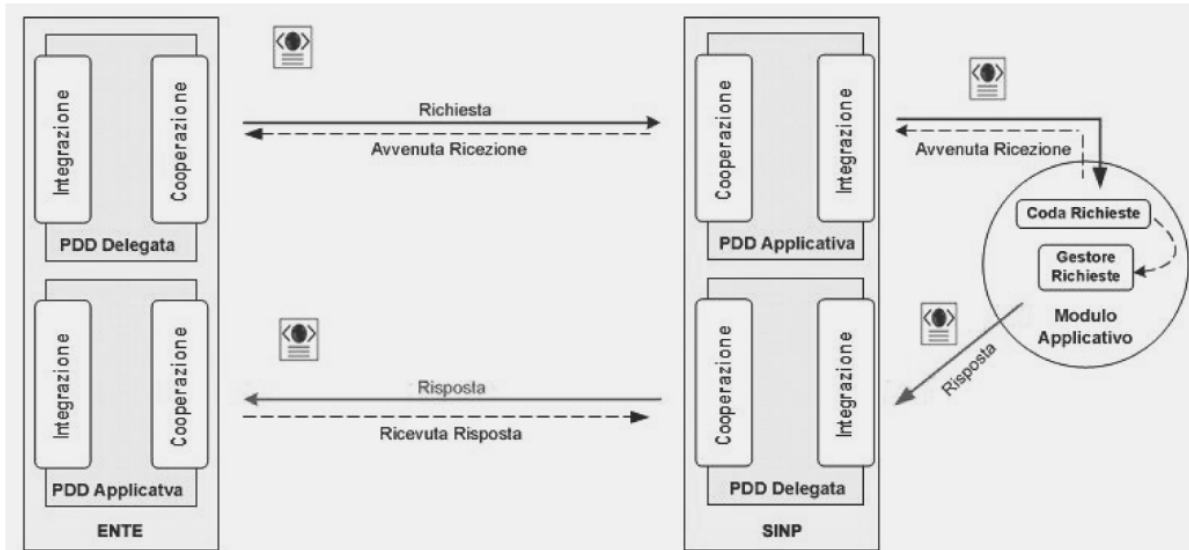 Integrazione
Cooperazione
PDD Delegata
Richiesta
Avvenuta Ricezione
Cooperazione
Integrazione
PDD Applicativa
Avvenuta Ricezione
Coda Richieste
Gestore
Richieste
Modulo
Applicativo
Risposta
Integrazione
Cooperazione
PDD Applicatva
ENTE
Risposta
Ricevuta Risposta
Cooperazione
Integrazione
PDD Delegata
SINP